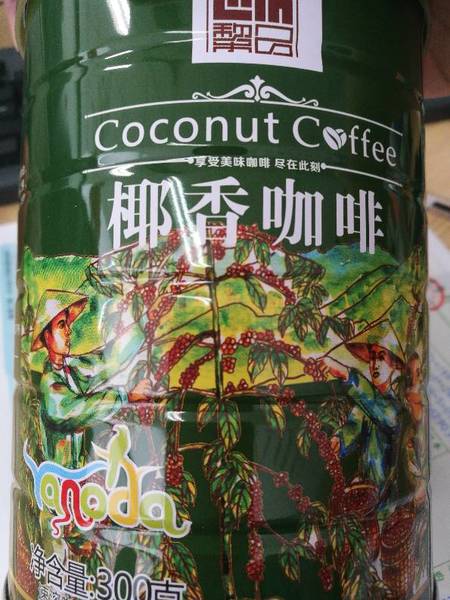 Coconut Coffee
享受美味咖啡 尽在此刻
椰香咖啡
Yanoda
净含量:300克